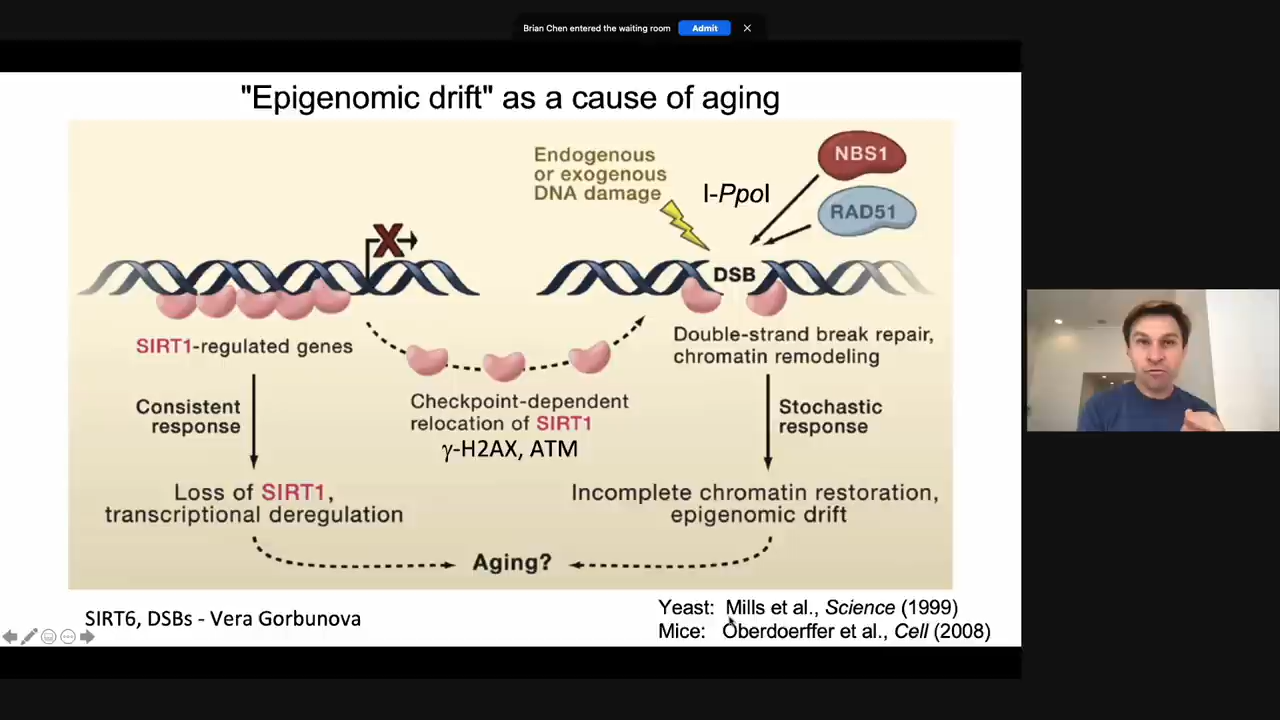 Brian Chen entered the waiting room
Admit
"Epigenomic drift" as a cause of aging
Endogenous
or exogenous
DNA damage
I-PpoI
NBS1
RAD51
DSB
SIRT1-regulated genes
Double-strand break repair,
chromatin remodeling
Consistent
response
Checkpoint-dependent
relocation of SIRT1
γ-H2AX, ATM
Stochastic
response
Loss of SIRT1,
transcriptional deregulation
Incomplete chromatin restoration,
epigenomic drift
Aging?
SIRT6, DSBs - Vera Gorbunova
Yeast: Mills et al., Science (1999)
Mice: Oberdoerffer et al., Cell (2008)